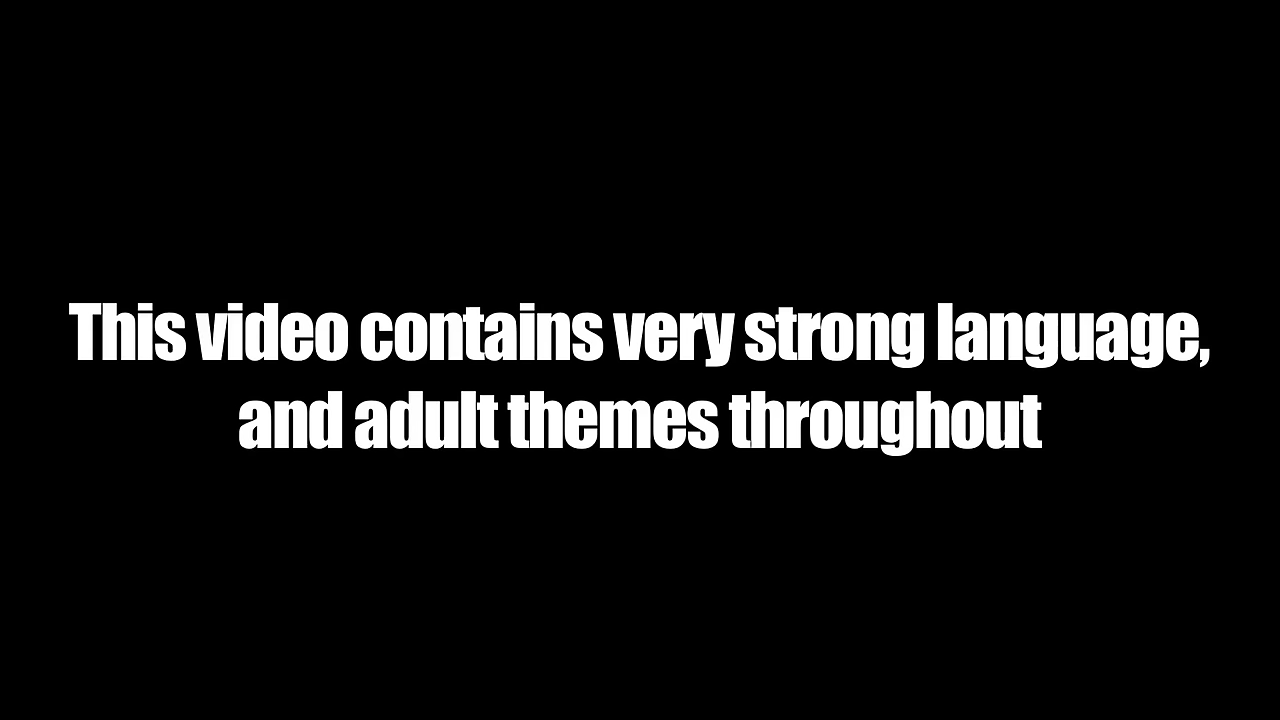 This video contains very strong language,
and adult themes throughout